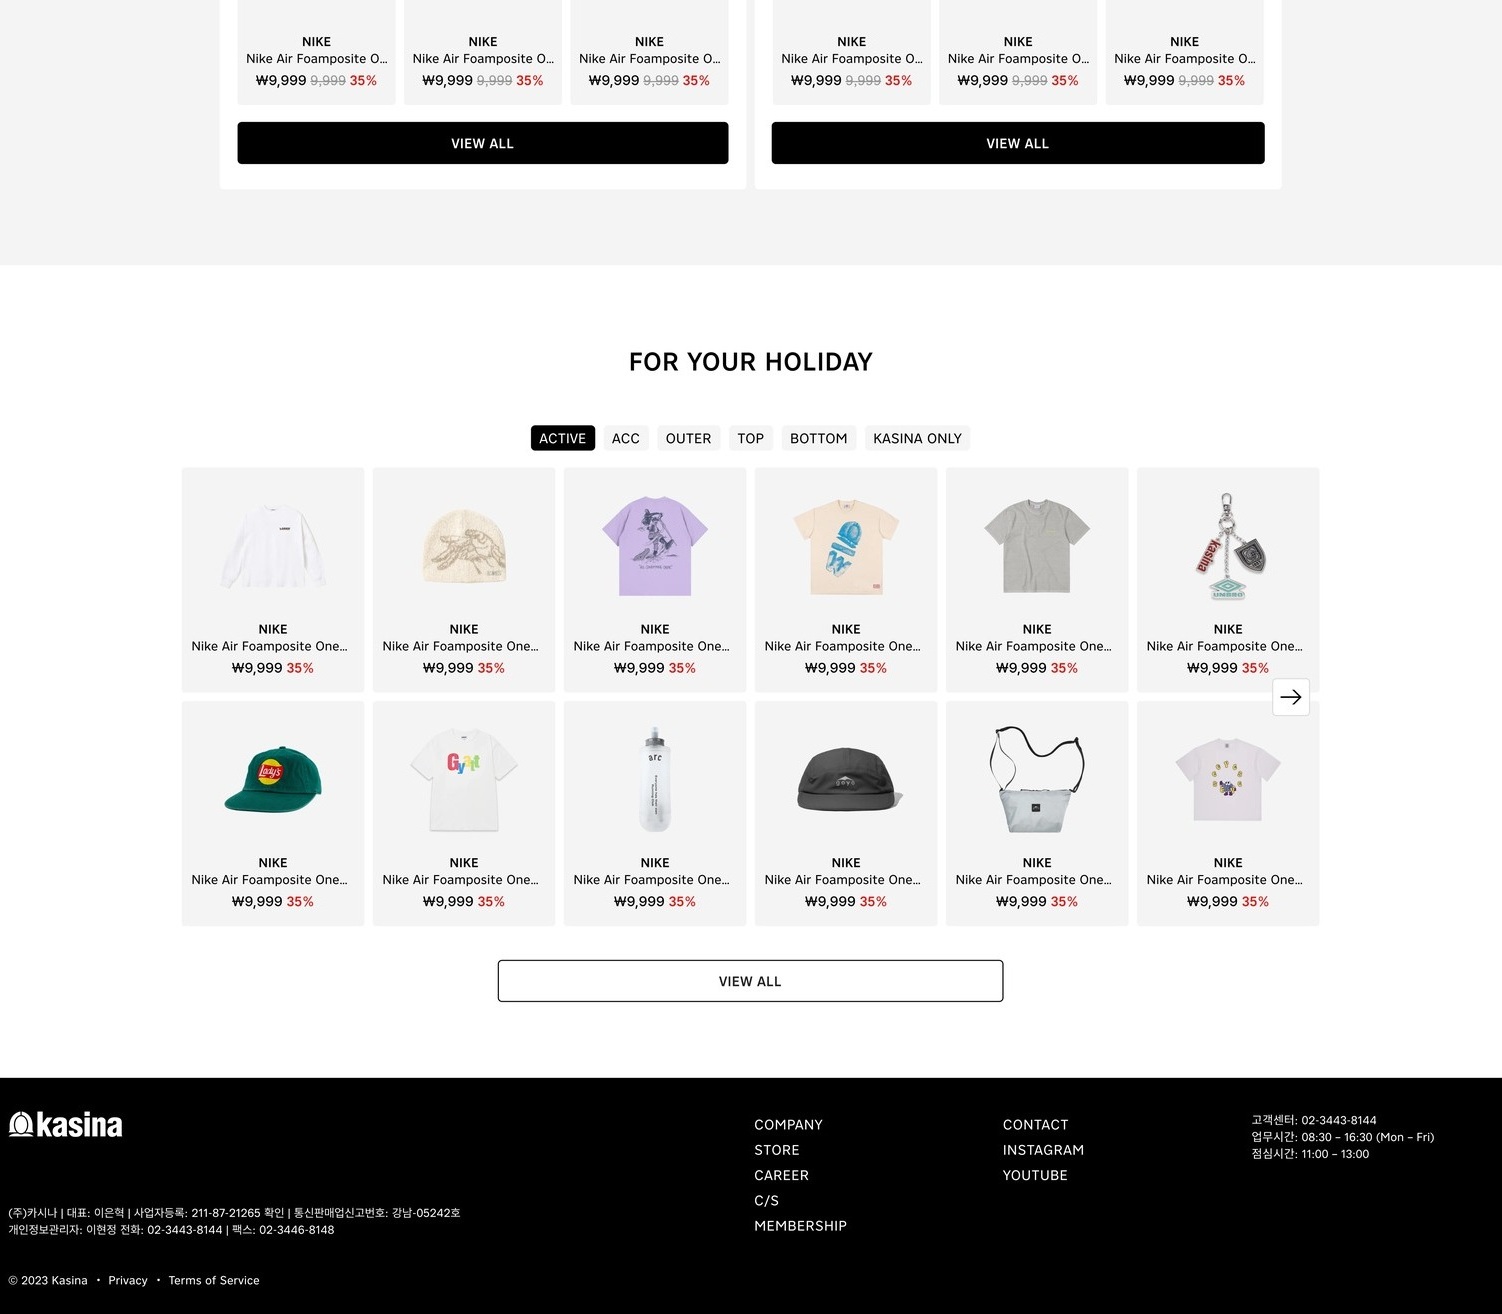 NIKE NIKE NIKE NIKE NIKE NIKE
Nike Air Foamposite O... Nike Air Foamposite O... Nike Air Foamposite O... Nike Air Foamposite O... Nike Air Foamposite O... Nike Air Foamposite O...
₩9,999 9,999 35% ₩9,999 9,999 35% ₩9,999 9,999 35% ₩9,999 9,999 35% ₩9,999 9,999 35% ₩9,999 9,999 35%
VIEW ALL VIEW ALL
FOR YOUR HOLIDAY
ACTIVE ACC OUTER TOP BOTTOM KASINA ONLY
Kasina
UMBRO
NIKE NIKE NIKE NIKE NIKE NIKE
Nike Air Foamposite One... Nike Air Foamposite One... Nike Air Foamposite One... Nike Air Foamposite One... Nike Air Foamposite One... Nike Air Foamposite One...
₩9,999 35% ₩9,999 35% ₩9,999 35% ₩9,999 35% ₩9,999 35% ₩9,999 35%
Lady's
arc
goyo
NIKE NIKE NIKE NIKE NIKE NIKE
Nike Air Foamposite One... Nike Air Foamposite One... Nike Air Foamposite One... Nike Air Foamposite One... Nike Air Foamposite One... Nike Air Foamposite One...
₩9,999 35% ₩9,999 35% ₩9,999 35% ₩9,999 35% ₩9,999 35% ₩9,999 35%
VIEW ALL
kasina
COMPANY
STORE
CAREER
C/S
MEMBERSHIP
CONTACT
INSTAGRAM
YOUTUBE
고객센터: 02-3443-8144
업무시간: 08:30 – 16:30 (Mon – Fri)
점심시간: 11:00 – 13:00
(주)카시나 | 대표: 이은혁 | 사업자등록: 211-87-21265 확인 | 통신판매업신고번호: 강남-05242호
개인정보관리자: 이현정 전화: 02-3443-8144 | 팩스: 02-3446-8148
© 2023 Kasina • Privacy • Terms of Service